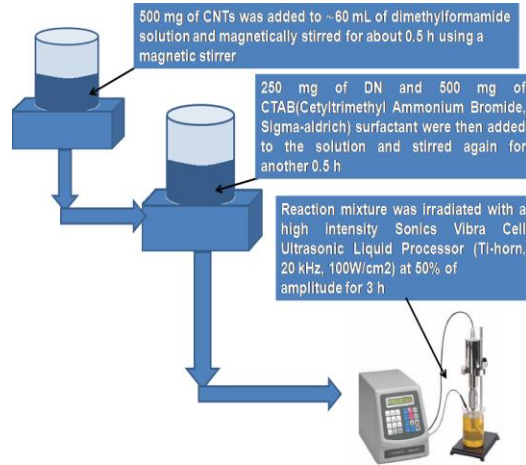 500 mg of CNTs was added to ~60 mL of dimethylformamide
solution and magnetically stirred for about 0.5 h using a
magnetic stirrer
250 mg of DN and 500 mg of
CTAB(Cetyltrimethyl Ammonium Bromide,
Sigma-aldrich) surfactant were then added
to the solution and stirred again for
another 0.5 h
Reaction mixture was irradiated with a
high intensity Sonics Vibra Cell
Ultrasonic Liquid Processor (Ti-horn,
20 kHz, 100W/cm2) at 50% of
amplitude for 3 h